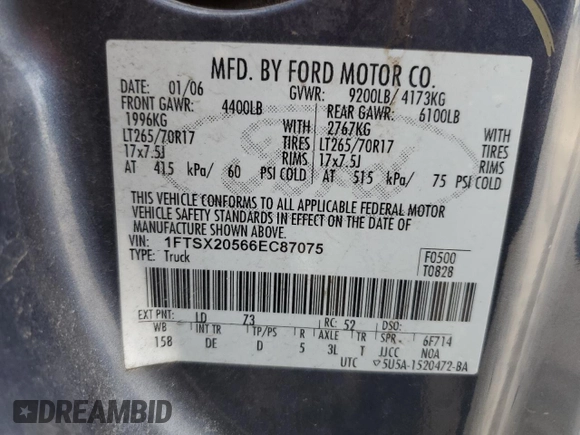 MFD. BY FORD MOTOR CO.
DATE: 01/06 GVWR: 9200LB/ 4173KG
FRONT GAWR: 4400LB REAR GAWR: 6100LB
1996KG WITH 2767KG WITH
LT265/70R17 TIRES LT265/70R17 TIRES
17x7.5J RIMS 17x7.5J RIMS
AT 415 kPa/ 60 PSI COLD AT 515 kPa/ 75 PSI COLD
THIS VEHICLE CONFORMS TO ALL APPLICABLE FEDERAL MOTOR
VEHICLE SAFETY STANDARDS IN EFFECT ON THE DATE OF
MANUFACTURE SHOWN ABOVE.
VIN: 1FTSX20566EC87075 F0500
TYPE: Truck T0828
EXT PNT: LD 73 RC: 52 DSO:
WB INT TR TP/PS R AXLE TR SPR 6F714
158 DE D 5 3L T JJCC NOA
UTC ▽5U5A-1520472-BA
Ford
DREAMBID